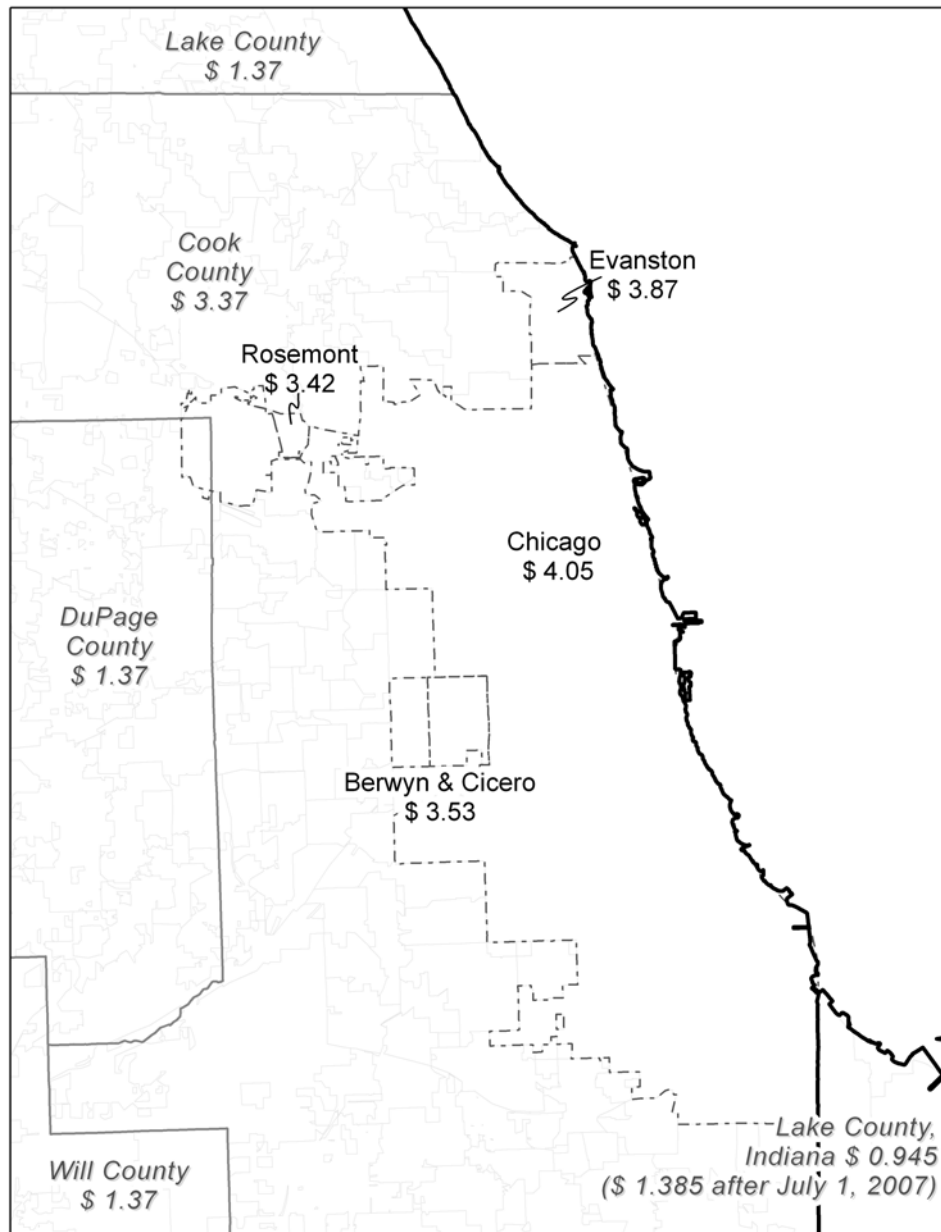 Lake County
$ 1.37
Cook
County
$ 3.37
Evanston
$ 3.87
Rosemont
$ 3.42
Chicago
$ 4.05
DuPage
County
$ 1.37
Berwyn & Cicero
$ 3.53
Lake County,
Indiana $ 0.945
($ 1.385 after July 1, 2007)
Will County
$ 1.37